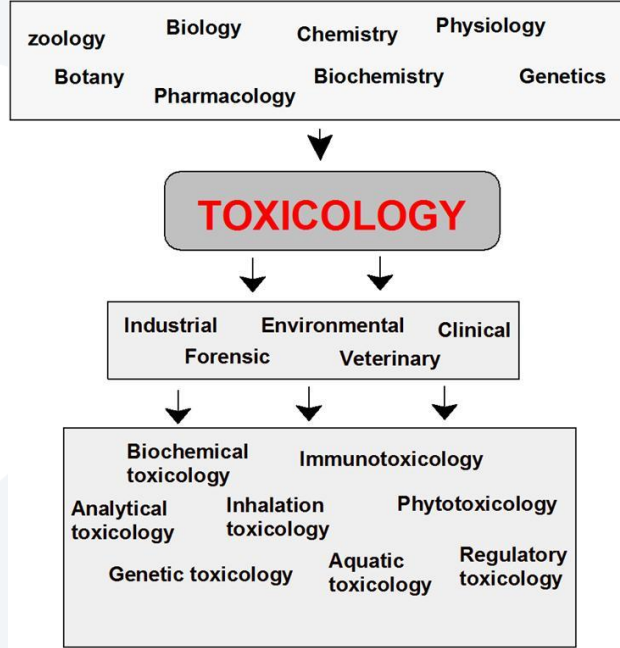 zoology Biology Chemistry Physiology
Botany Pharmacology Biochemistry Genetics
TOXICOLOGY
Industrial Environmental Clinical
Forensic Veterinary
Biochemical
toxicology
Immunotoxicology
Analytical
toxicology
Inhalation
toxicology
Phytotoxicology
Genetic toxicology
Aquatic
toxicology
Regulatory
toxicology